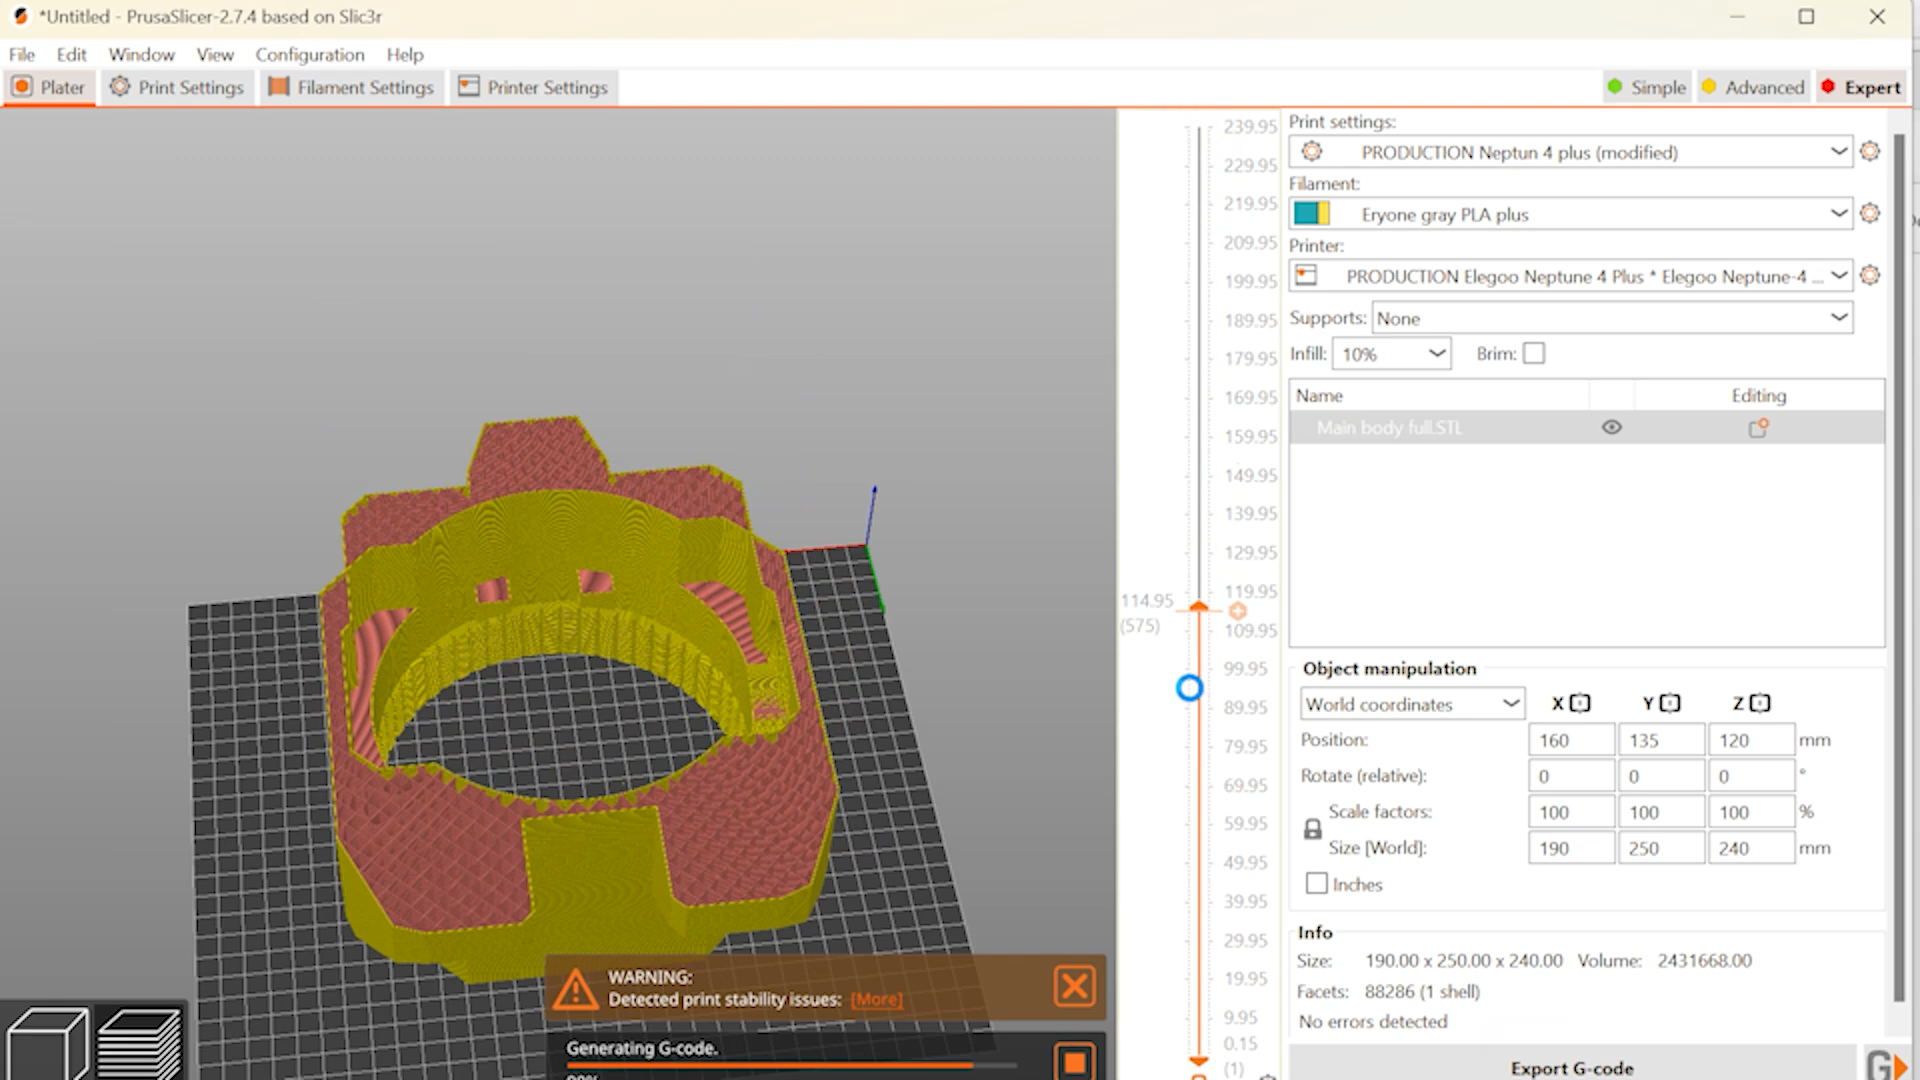 *Untitled - PrusaSlicer-2.7.4 based on Slic3r
File Edit Window View Configuration Help
Plater Print Settings Filament Settings Printer Settings Simple Advanced Expert
Print settings:
PRODUCTION Neptun 4 plus (modified)
Filament:
Eryone gray PLA plus
Printer:
PRODUCTION Elegoo Neptune 4 Plus * Elegoo Neptune-4 ...
Supports: None
Infill: 10% Brim:
Name Editing
Main body full.STL
Object manipulation
World coordinates X Y Z
Position: 160 135 120 mm
Rotate (relative): 0 0 0 °
Scale factors: 100 100 100 %
Size [World]: 190 250 240 mm
Inches
Info
Size: 190.00 x 250.00 x 240.00 Volume: 2431668.00
Facets: 88286 (1 shell)
No errors detected
Export G-code
G
239.95
229.95
219.95
209.95
199.95
189.95
179.95
169.95
159.95
149.95
139.95
129.95
119.95
114.95
(575)
109.95
99.95
89.95
79.95
69.95
59.95
49.95
39.95
29.95
19.95
9.95
0.15
(1)
WARNING:
Detected print stability issues: [More]
Generating G-code.